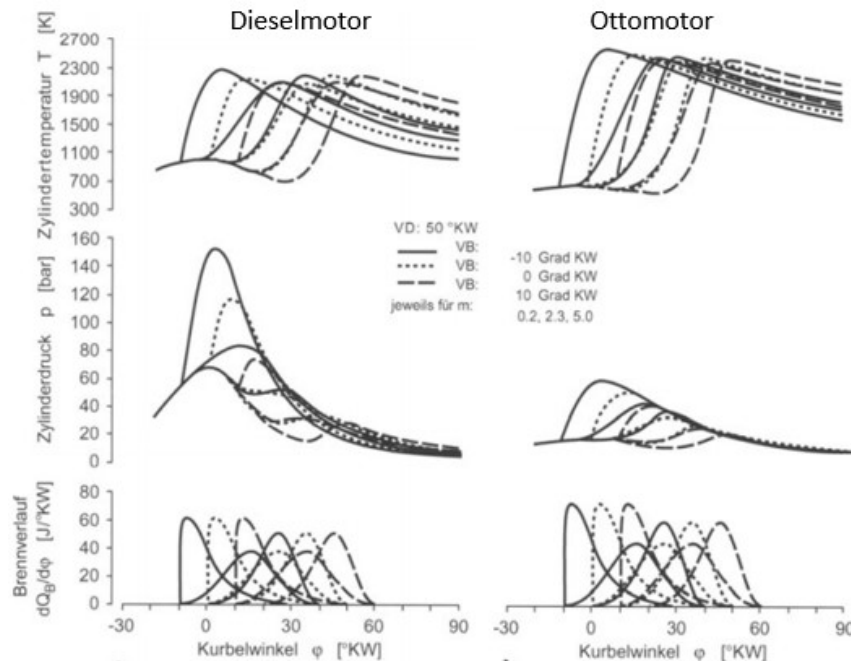 Dieselmotor
Ottomotor
Zylindertemperatur T [K]
2700
2300
1900
1500
1100
700
300
VD: 50 °KW
VB: -10 Grad KW
VB: 0 Grad KW
VB: 10 Grad KW
jeweils für m: 0.2, 2.3, 5.0
Zylinderdruck p [bar]
160
140
120
100
80
60
40
20
0
Brennverlauf
dQB/dφ [J/°KW]
80
60
40
20
0
-30 0 30 60 90
Kurbelwinkel φ [°KW]
-30 0 30 60 90
Kurbelwinkel φ [°KW]